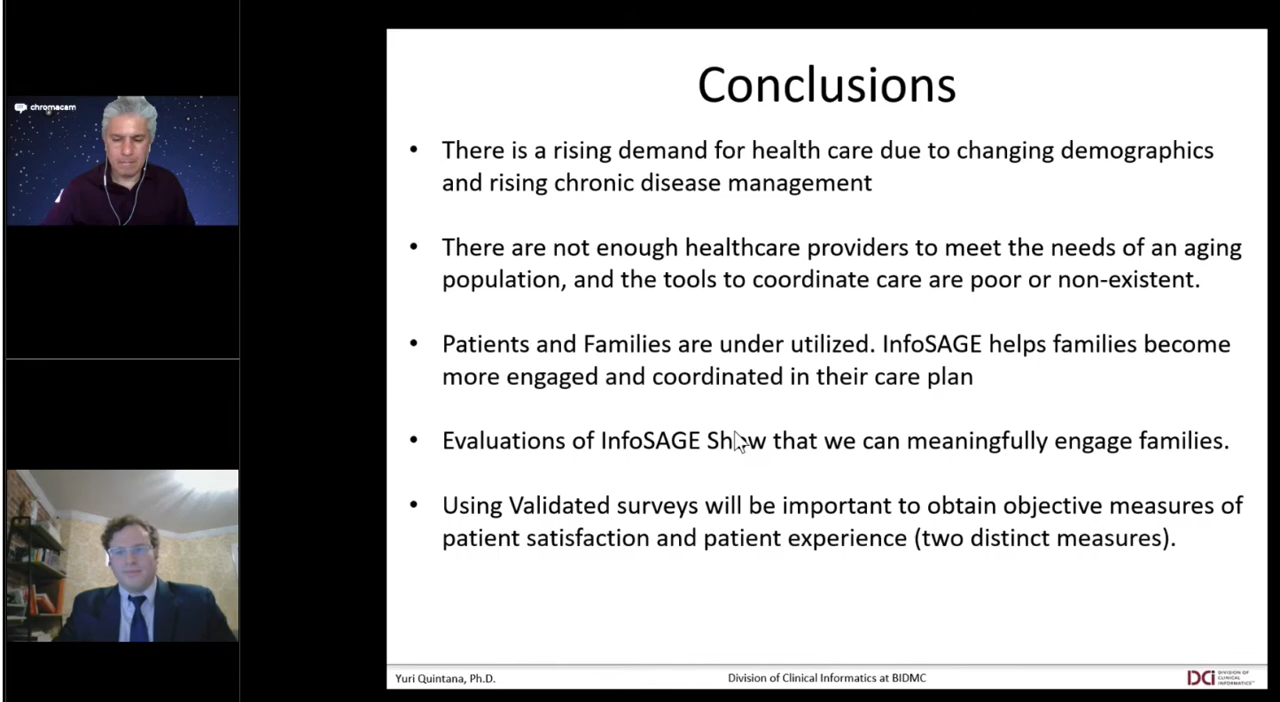 chromacam
Conclusions
• There is a rising demand for health care due to changing demographics
and rising chronic disease management
• There are not enough healthcare providers to meet the needs of an aging
population, and the tools to coordinate care are poor or non-existent.
• Patients and Families are under utilized. InfoSAGE helps families become
more engaged and coordinated in their care plan
• Evaluations of InfoSAGE Show that we can meaningfully engage families.
• Using Validated surveys will be important to obtain objective measures of
patient satisfaction and patient experience (two distinct measures).
Yuri Quintana, Ph.D.
Division of Clinical Informatics at BIDMC
DCi
DIVISION OF
CLINICAL
INFORMATICS